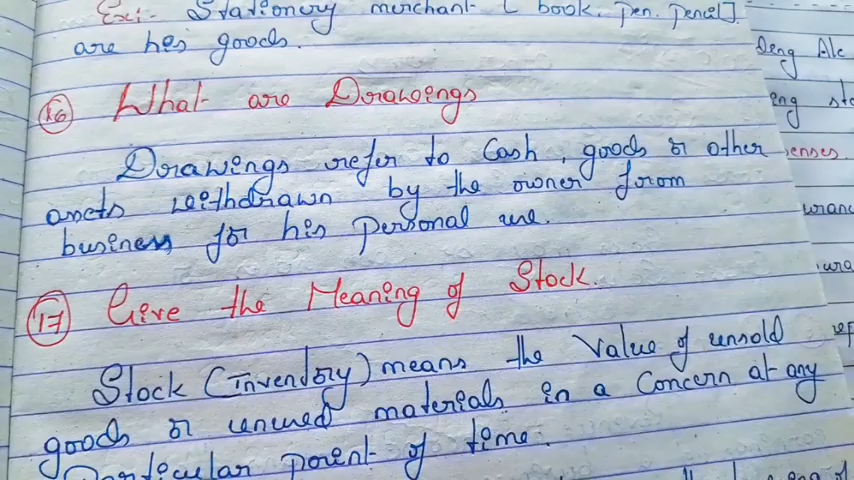 Ex:- Stationery merchant [ book, pen, pencil]
are his goods.
16 What are Drawings
Drawings refer to Cash, goods or other
assets withdrawn by the owner from
business for his personal use.
17 Give the Meaning of Stock.
Stock (Inventory) means the Value of unsold
goods or unused materials in a Concern at any
Particular point of time.